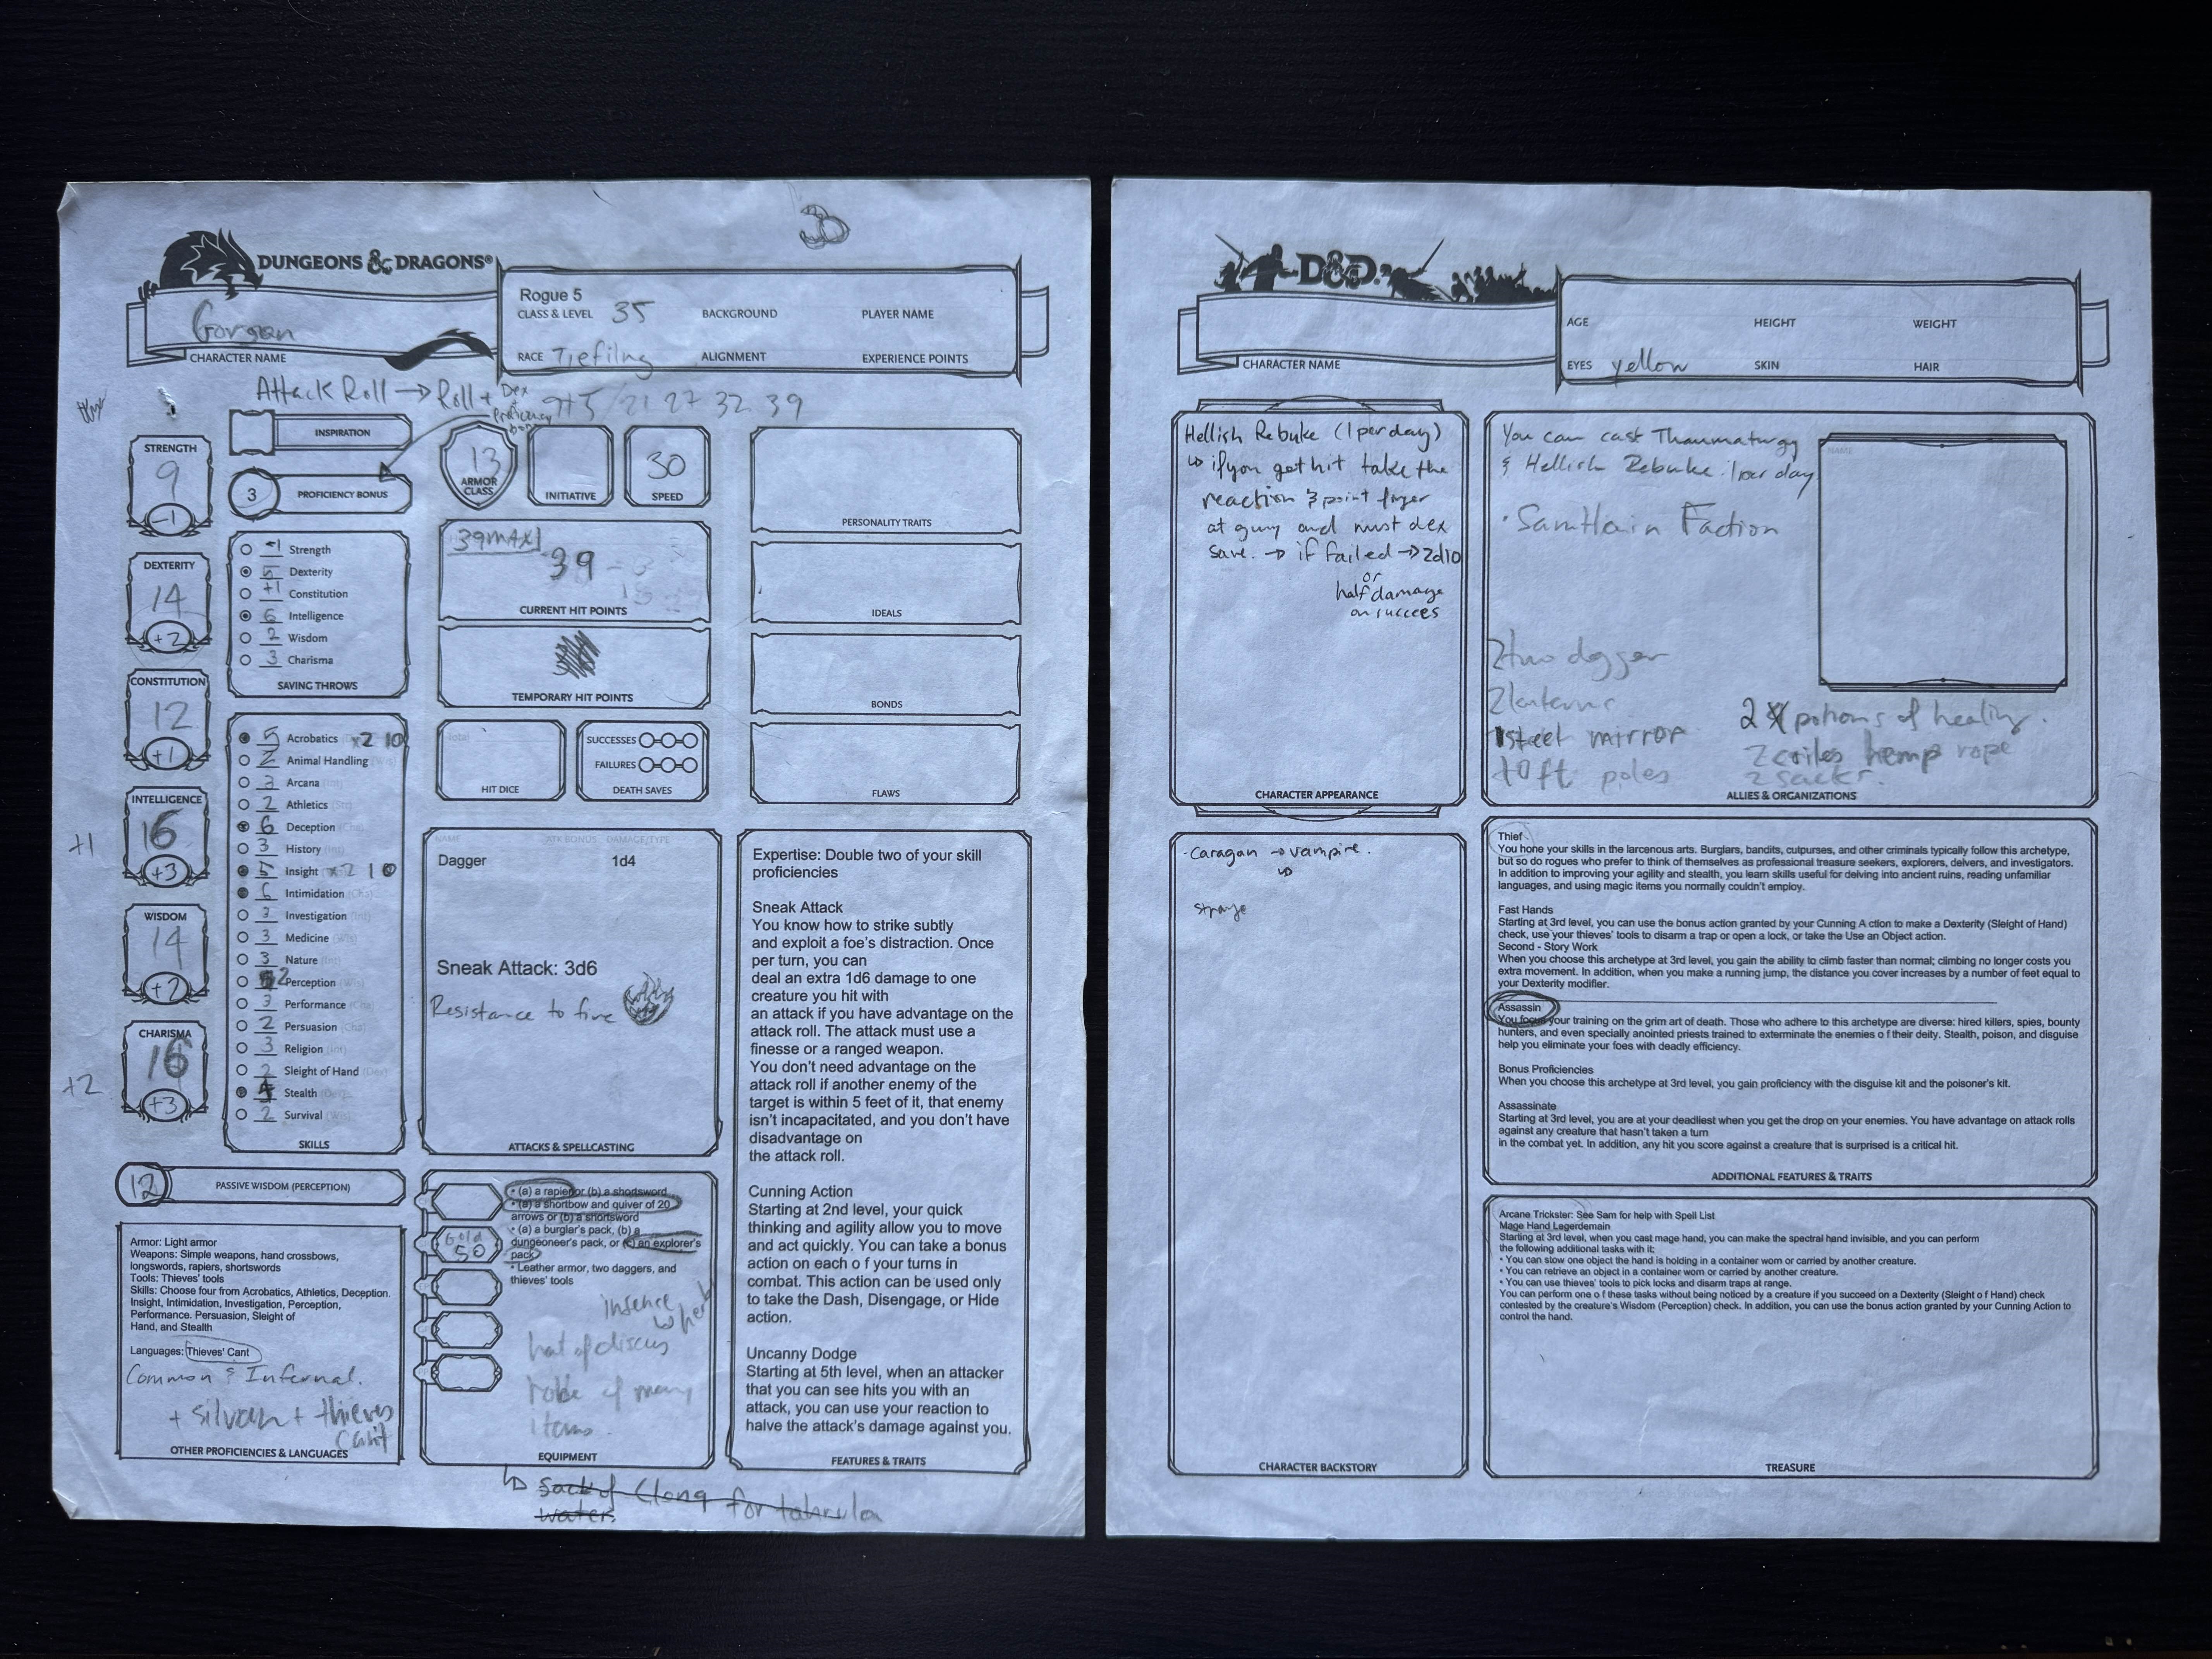 DUNGEONS & DRAGONS®
Gorgan
CHARACTER NAME
Rogue 5
CLASS & LEVEL 35
BACKGROUND
PLAYER NAME
RACE Tiefilng
ALIGNMENT
EXPERIENCE POINTS
Attack Roll → Roll + Dex
+ Proficiency bonus
9+5 / 21 27 32 39
STRENGTH
9
-1
DEXTERITY
14
+2
CONSTITUTION
12
+1
INTELLIGENCE
16
+3
+1
WISDOM
14
+2
CHARISMA
16
+3
+2
INSPIRATION
3 PROFICIENCY BONUS
-1 Strength
5 Dexterity
+1 Constitution
6 Intelligence
2 Wisdom
3 Charisma
SAVING THROWS
5 Acrobatics x2 10
2 Animal Handling (Wis)
3 Arcana (Int)
2 Athletics (Str)
6 Deception (Cha)
3 History (Int)
5 Insight x2 10
6 Intimidation (Cha)
3 Investigation (Int)
3 Medicine (Wis)
3 Nature (Int)
2 Perception (Wis)
3 Performance (Cha)
2 Persuasion (Cha)
3 Religion (Int)
2 Sleight of Hand (Dex)
4 Stealth (Dex)
2 Survival (Wis)
SKILLS
12 PASSIVE WISDOM (PERCEPTION)
Armor: Light armor
Weapons: Simple weapons, hand crossbows,
longswords, rapiers, shortswords
Tools: Thieves' tools
Skills: Choose four from Acrobatics, Athletics, Deception.
Insight, Intimidation, Investigation, Perception,
Performance. Persuasion, Sleight of
Hand, and Stealth
Languages: Thieves' Cant
Common & Infernal.
+ silvan + thieves
cant
OTHER PROFICIENCIES & LANGUAGES
13
ARMOR
CLASS
INITIATIVE
30
SPEED
39MAX
39
CURRENT HIT POINTS
TEMPORARY HIT POINTS
Total
HIT DICE
SUCCESSES
FAILURES
DEATH SAVES
NAME ATK BONUS DAMAGE/TYPE
Dagger 1d4
Sneak Attack: 3d6
Resistance to fire
ATTACKS & SPELLCASTING
• (a) a rapier or (b) a shortsword
• (a) a shortbow and quiver of 20
arrows or (b) a shortsword
• (a) a burglar's pack, (b) a
dungeoneer's pack, or (c) an explorer's
pack
• Leather armor, two daggers, and
thieves' tools
Gold
50
insence
hat of discus
robe of many
items.
EQUIPMENT
↳ sack of
for
water
PERSONALITY TRAITS
IDEALS
BONDS
FLAWS
Expertise: Double two of your skill
proficiencies
Sneak Attack
You know how to strike subtly
and exploit a foe's distraction. Once
per turn, you can
deal an extra 1d6 damage to one
creature you hit with
an attack if you have advantage on the
attack roll. The attack must use a
finesse or a ranged weapon.
You don't need advantage on the
attack roll if another enemy of the
target is within 5 feet of it, that enemy
isn't incapacitated, and you don't have
disadvantage on
the attack roll.
Cunning Action
Starting at 2nd level, your quick
thinking and agility allow you to move
and act quickly. You can take a bonus
action on each o f your turns in
combat. This action can be used only
to take the Dash, Disengage, or Hide
action.
Uncanny Dodge
Starting at 5th level, when an attacker
that you can see hits you with an
attack, you can use your reaction to
halve the attack's damage against you.
FEATURES & TRAITS
D&D
CHARACTER NAME
AGE
HEIGHT
WEIGHT
EYES yellow
SKIN
HAIR
Hellish Rebuke (1 per day)
↳ if you get hit take the
reaction & point finger
at guny and must dex
save. → if failed → 2d10
or
half damage
on succees
CHARACTER APPEARANCE
You can cast Thaumaturgy
& Hellish Rebuke 1 per day
Faction
NAME
2 two dagger
2 lanterns
1 steel mirror
10ft poles
2 potions of healing.
2 coiles hemp rope
2 sacks.
ALLIES & ORGANIZATIONS
• Caragan → vampire.
↳
CHARACTER BACKSTORY
Thief
You hone your skills in the larcenous arts. Burglars, bandits, cutpurses, and other criminals typically follow this archetype,
but so do rogues who prefer to think of themselves as professional treasure seekers, explorers, delvers, and investigators.
In addition to improving your agility and stealth, you learn skills useful for delving into ancient ruins, reading unfamiliar
languages, and using magic items you normally couldn't employ.
Fast Hands
Starting at 3rd level, you can use the bonus action granted by your Cunning A ction to make a Dexterity (Sleight of Hand)
check, use your thieves' tools to disarm a trap or open a lock, or take the Use an Object action.
Second - Story Work
When you choose this archetype at 3rd level, you gain the ability to climb faster than normal; climbing no longer costs you
extra movement. In addition, when you make a running jump, the distance you cover increases by a number of feet equal to
your Dexterity modifier.
Assassin
You focus your training on the grim art of death. Those who adhere to this archetype are diverse: hired killers, spies, bounty
hunters, and even specially anointed priests trained to exterminate the enemies o f their deity. Stealth, poison, and disguise
help you eliminate your foes with deadly efficiency.
Bonus Proficiencies
When you choose this archetype at 3rd level, you gain proficiency with the disguise kit and the poisoner's kit.
Assassinate
Starting at 3rd level, you are at your deadliest when you get the drop on your enemies. You have advantage on attack rolls
against any creature that hasn't taken a turn
in the combat yet. In addition, any hit you score against a creature that is surprised is a critical hit.
ADDITIONAL FEATURES & TRAITS
Arcane Trickster: See Sam for help with Spell List
Mage Hand Legerdemain
Starting at 3rd level, when you cast mage hand, you can make the spectral hand invisible, and you can perform
the following additional tasks with it:
• You can stow one object the hand is holding in a container worn or carried by another creature.
• You can retrieve an object in a container worn or carried by another creature.
• You can use thieves' tools to pick locks and disarm traps at range.
You can perform one o f these tasks without being noticed by a creature if you succeed on a Dexterity (Sleight o f Hand) check
contested by the creature's Wisdom (Perception) check. In addition, you can use the bonus action granted by your Cunning Action to
control the hand.
TREASURE